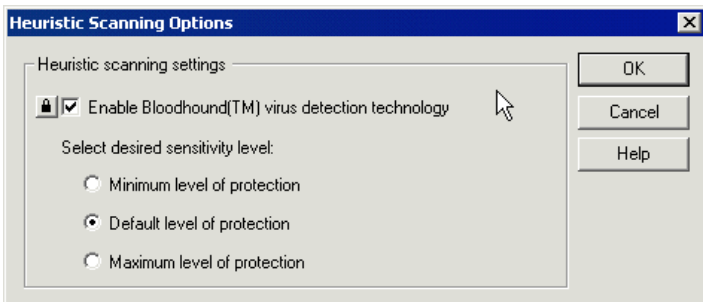 Heuristic Scanning Options
Heuristic scanning settings
Enable Bloodhound(TM) virus detection technology
Select desired sensitivity level:
Minimum level of protection
Default level of protection
Maximum level of protection
OK
Cancel
Help